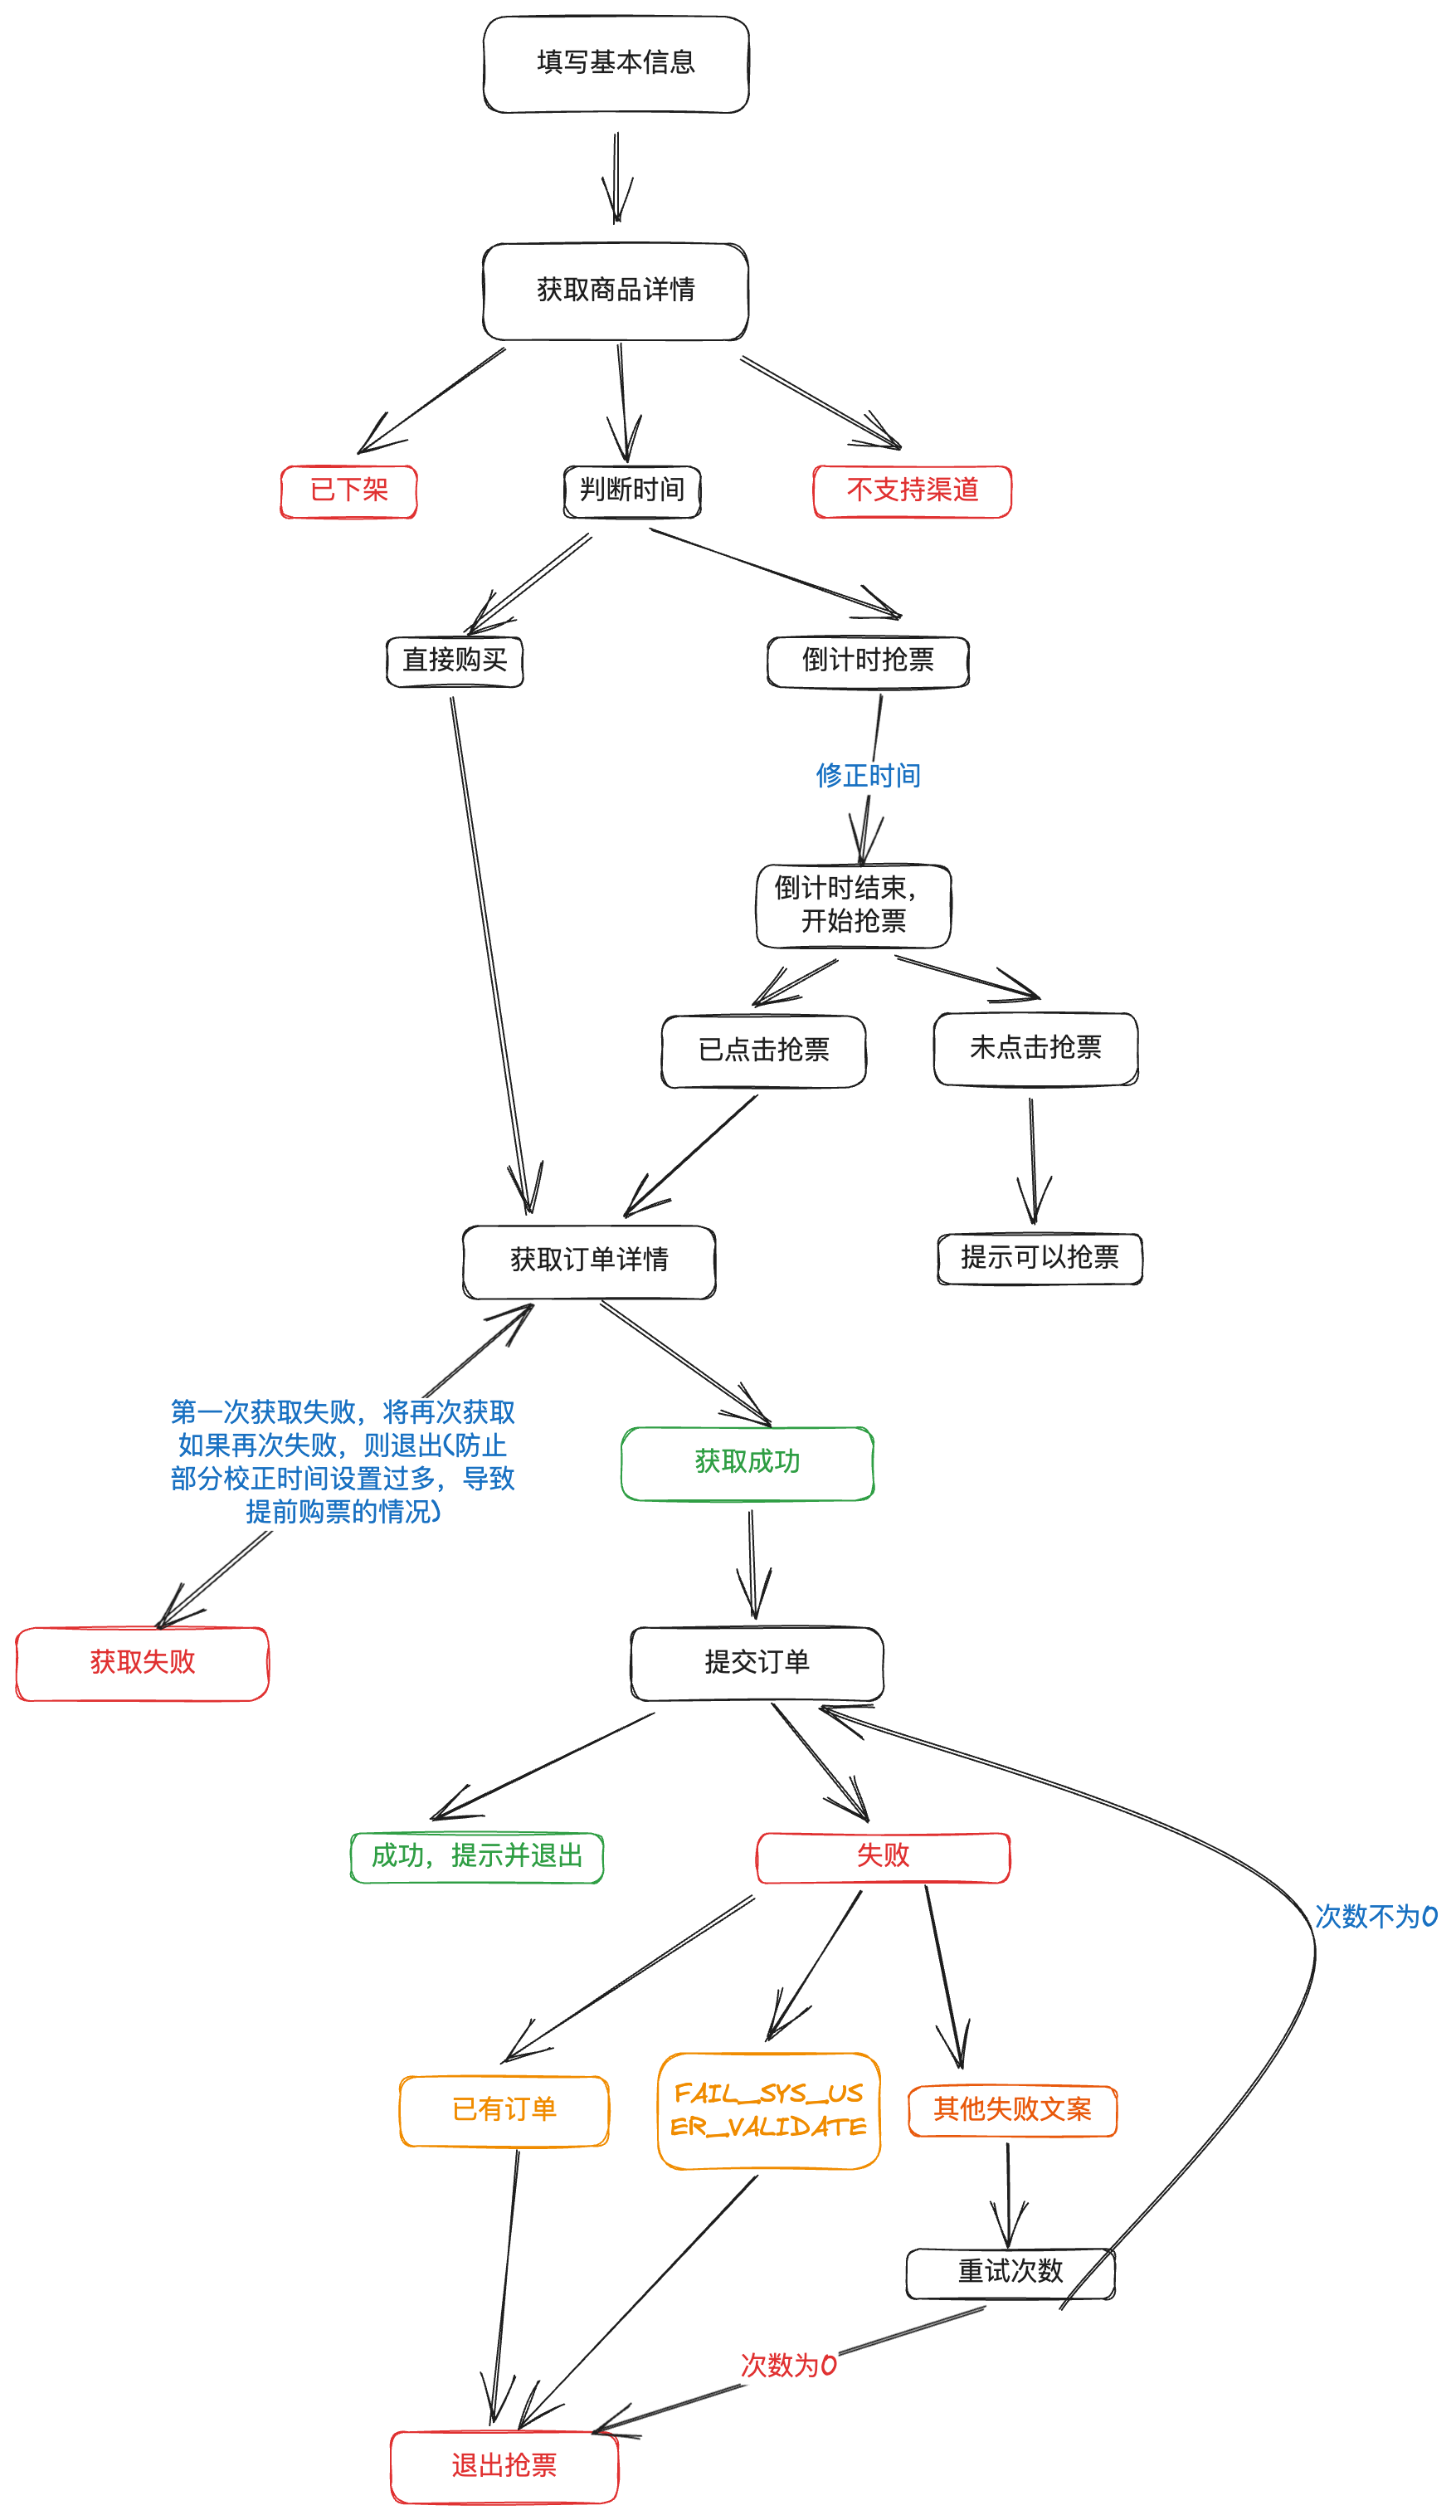 填写基本信息
获取商品详情
已下架
判断时间
不支持渠道
直接购买
倒计时抢票
修正时间
倒计时结束，
开始抢票
已点击抢票
未点击抢票
获取订单详情
提示可以抢票
第一次获取失败，将再次获取
如果再次失败，则退出(防止
部分校正时间设置过多，导致
提前购票的情况)
获取成功
获取失败
提交订单
成功，提示并退出
失败
次数不为0
已有订单
FAIL_SYS_US
ER_VALIDATE
其他失败文案
重试次数
次数为0
退出抢票